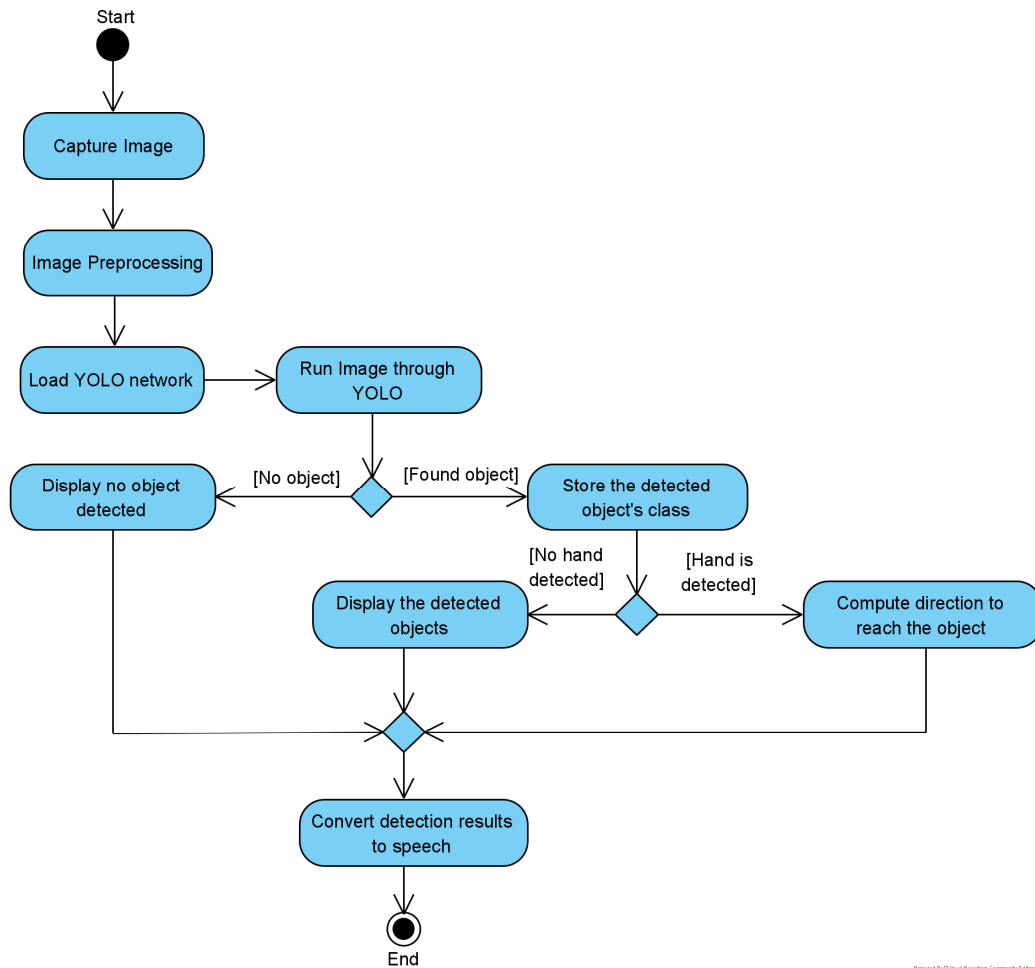 Start
Capture Image
Image Preprocessing
Load YOLO network
Run Image through
YOLO
[No object]
[Found object]
Display no object
detected
Store the detected
object's class
[No hand
detected]
[Hand is
detected]
Display the detected
objects
Compute direction to
reach the object
Convert detection results
to speech
End